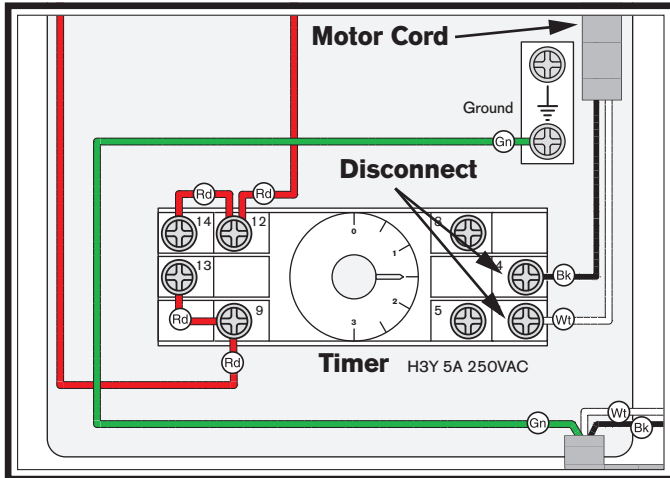 Motor Cord
Ground
Gn
Disconnect
Rd
Rd
14
12
8
0
1
13
4
Bk
2
9
5
Wt
Rd
3
Rd
Timer H3Y 5A 250VAC
Wt
Gn
Bk